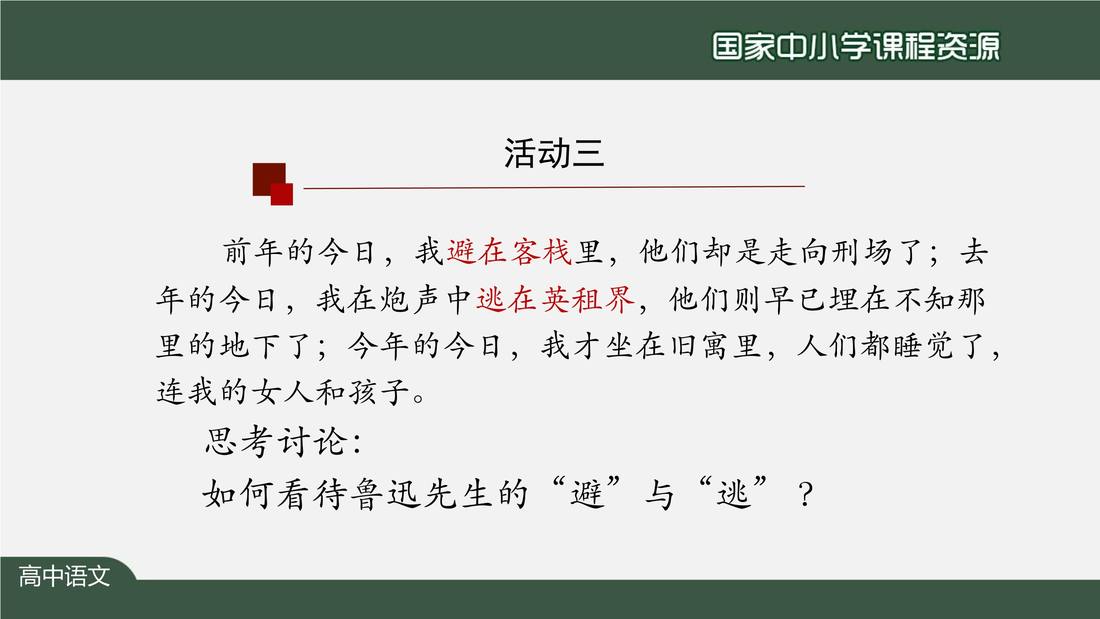 国家中小学课程资源
活动三
前年的今日，我避在客栈里，他们却是走向刑场了；去
年的今日，我在炮声中逃在英租界，他们则早已埋在不知那
里的地下了；今年的今日，我才坐在旧寓里，人们都睡觉了，
连我的女人和孩子。
思考讨论：
如何看待鲁迅先生的“避”与“逃”？
高中语文